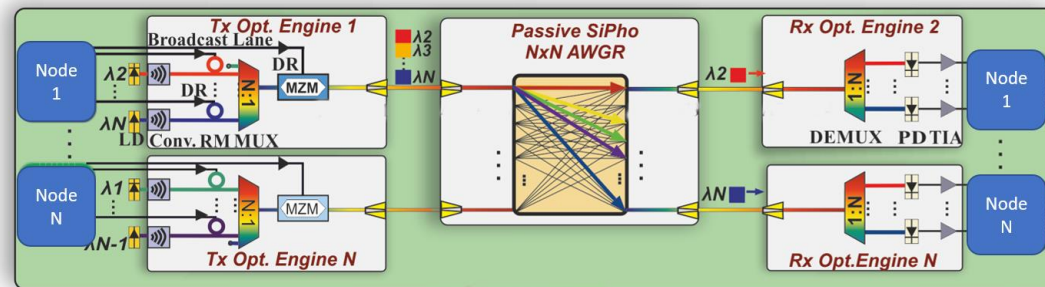 Tx Opt. Engine 1
Broadcast Lane
DR
Node
1
λ2
DR
λN
N:1
MZM
LD Conv. RM MUX
λ2
λ3
λN
Passive SiPho
NxN AWGR
Rx Opt. Engine 2
λ2
1:N
DEMUX PD TIA
Node
1
Node
N
λ1
λN-1
N:1
MZM
Tx Opt. Engine N
λN
1:N
Rx Opt.Engine N
Node
N